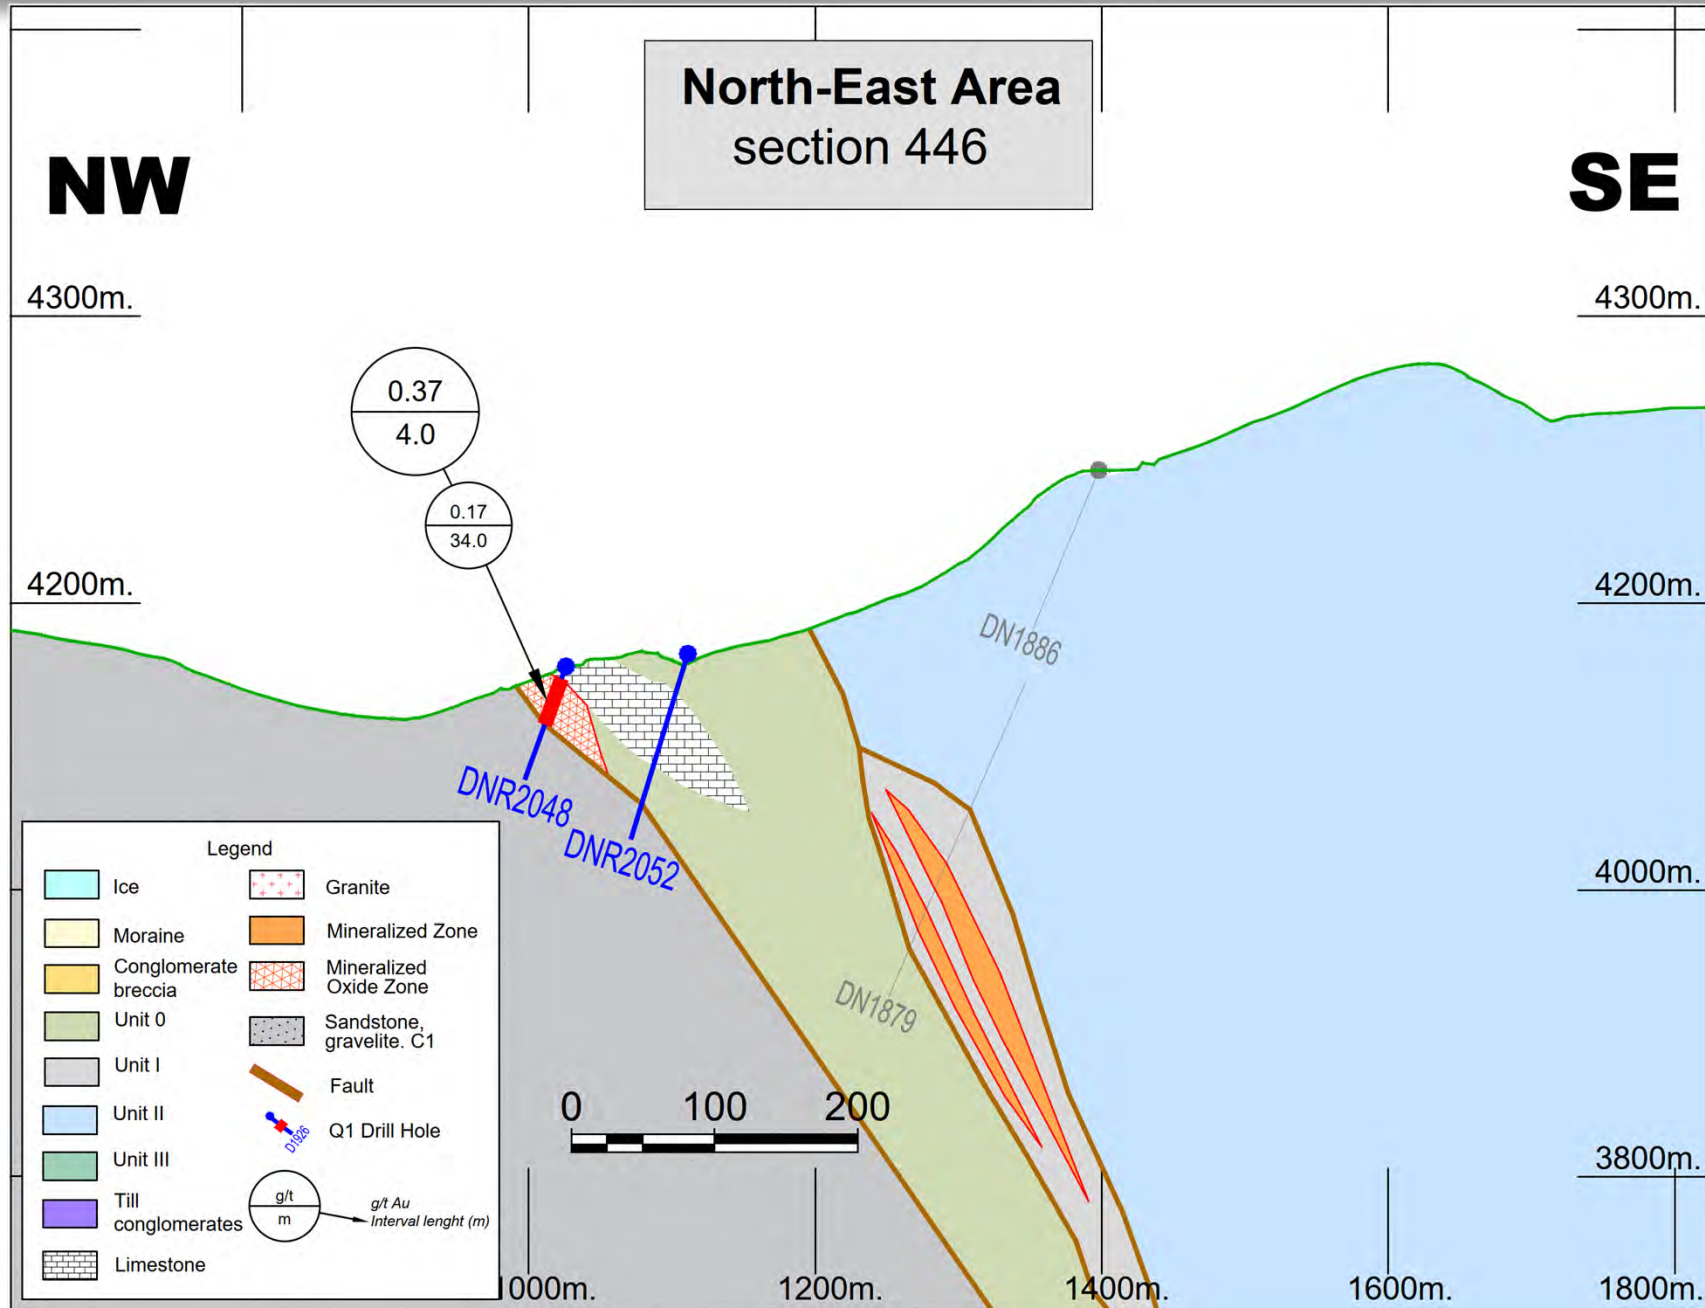 North-East Area
section 446
NW
SE
4300m.
4300m.
0.37
4.0
0.17
34.0
4200m.
4200m.
DN1886
DNR2048
DNR2052
4000m.
DN1879
Legend
Ice
Granite
Moraine
Mineralized Zone
Conglomerate
breccia
Mineralized
Oxide Zone
Unit 0
Sandstone,
gravelite. C1
Unit I
Fault
Unit II
Q1 Drill Hole
D1926
Unit III
Till
conglomerates
g/t
m
g/t Au
Interval lenght (m)
Limestone
0 100 200
3800m.
1000m. 1200m. 1400m. 1600m. 1800m.